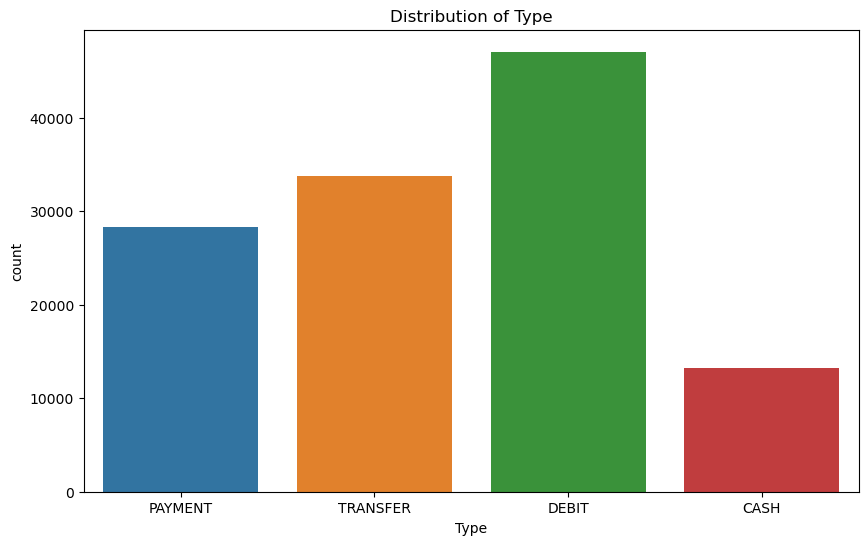 Distribution of Type
count
40000
30000
20000
10000
0
PAYMENT TRANSFER DEBIT CASH
Type